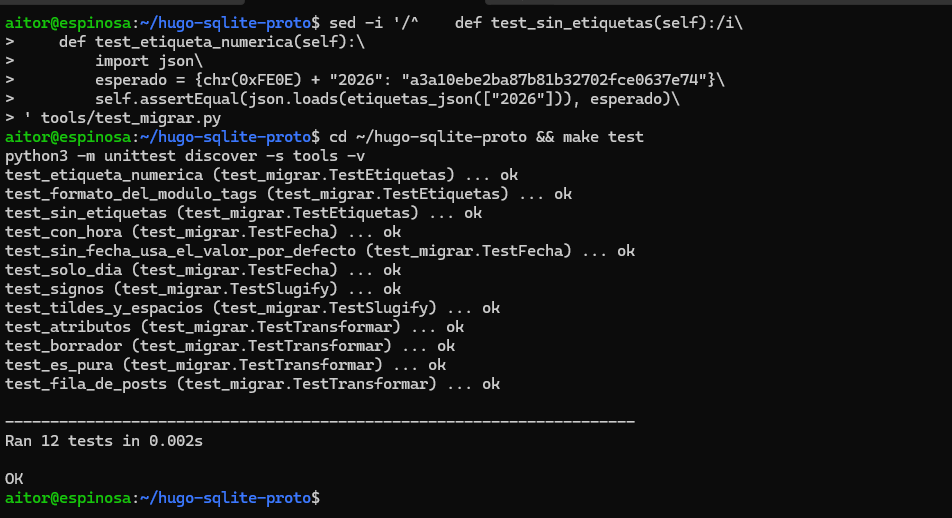 aitor@espinosa:~/hugo-sqlite-proto$ sed -i '/^    def test_sin_etiquetas(self):/i\
>     def test_etiqueta_numerica(self):\
>         import json\
>         esperado = {chr(0xFE0E) + "2026": "a3a10ebe2ba87b81b32702fce0637e74"}\
>         self.assertEqual(json.loads(etiquetas_json(["2026"])), esperado)\
> ' tools/test_migrar.py
aitor@espinosa:~/hugo-sqlite-proto$ cd ~/hugo-sqlite-proto && make test
python3 -m unittest discover -s tools -v
test_etiqueta_numerica (test_migrar.TestEtiquetas) ... ok
test_formato_del_modulo_tags (test_migrar.TestEtiquetas) ... ok
test_sin_etiquetas (test_migrar.TestEtiquetas) ... ok
test_con_hora (test_migrar.TestFecha) ... ok
test_sin_fecha_usa_el_valor_por_defecto (test_migrar.TestFecha) ... ok
test_solo_dia (test_migrar.TestFecha) ... ok
test_signos (test_migrar.TestSlugify) ... ok
test_tildes_y_espacios (test_migrar.TestSlugify) ... ok
test_atributos (test_migrar.TestTransformar) ... ok
test_borrador (test_migrar.TestTransformar) ... ok
test_es_pura (test_migrar.TestTransformar) ... ok
test_fila_de_posts (test_migrar.TestTransformar) ... ok

----------------------------------------------------------------------
Ran 12 tests in 0.002s

OK
aitor@espinosa:~/hugo-sqlite-proto$